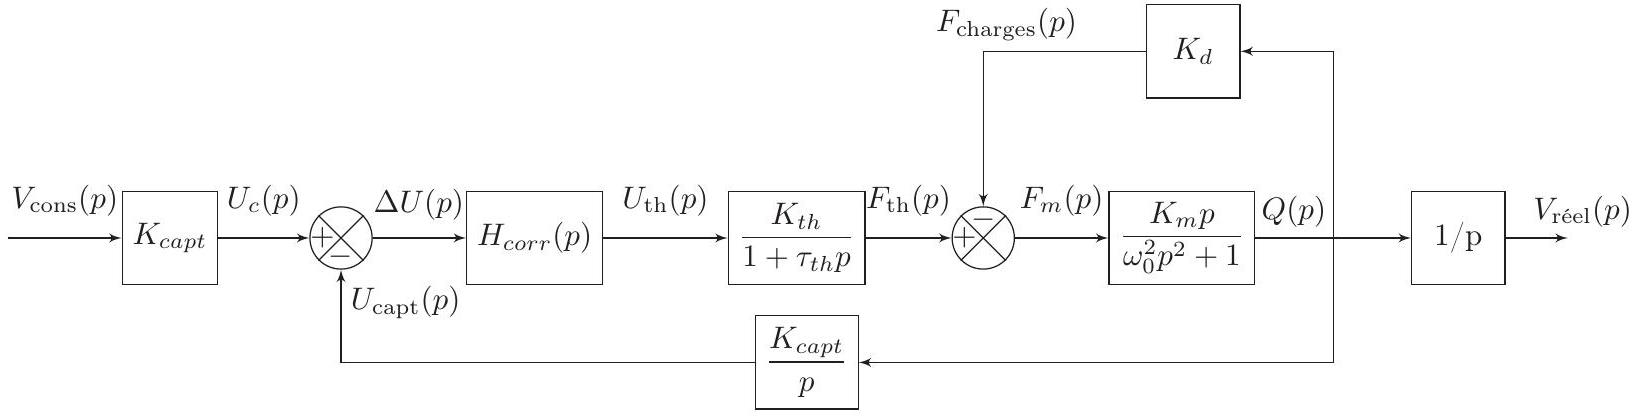 F_charges(p)
K_d
V_cons(p)
K_capt
U_c(p)
+
−
ΔU(p)
H_corr(p)
U_th(p)
K_th
1 + τ_th p
F_th(p)
+
−
F_m(p)
K_m p
ω_0^2 p^2 + 1
Q(p)
1/p
V_réel(p)
U_capt(p)
K_capt
p